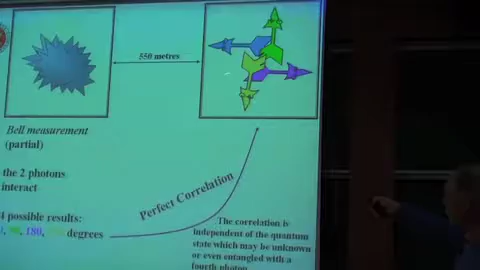 550 metres
Bell measurement
(partial)
the 2 photons
interact
4 possible results:
180,
degrees
Perfect Correlation
The correlation is
independent of the quantum
state which may be unknown
or even entangled with a
fourth photon